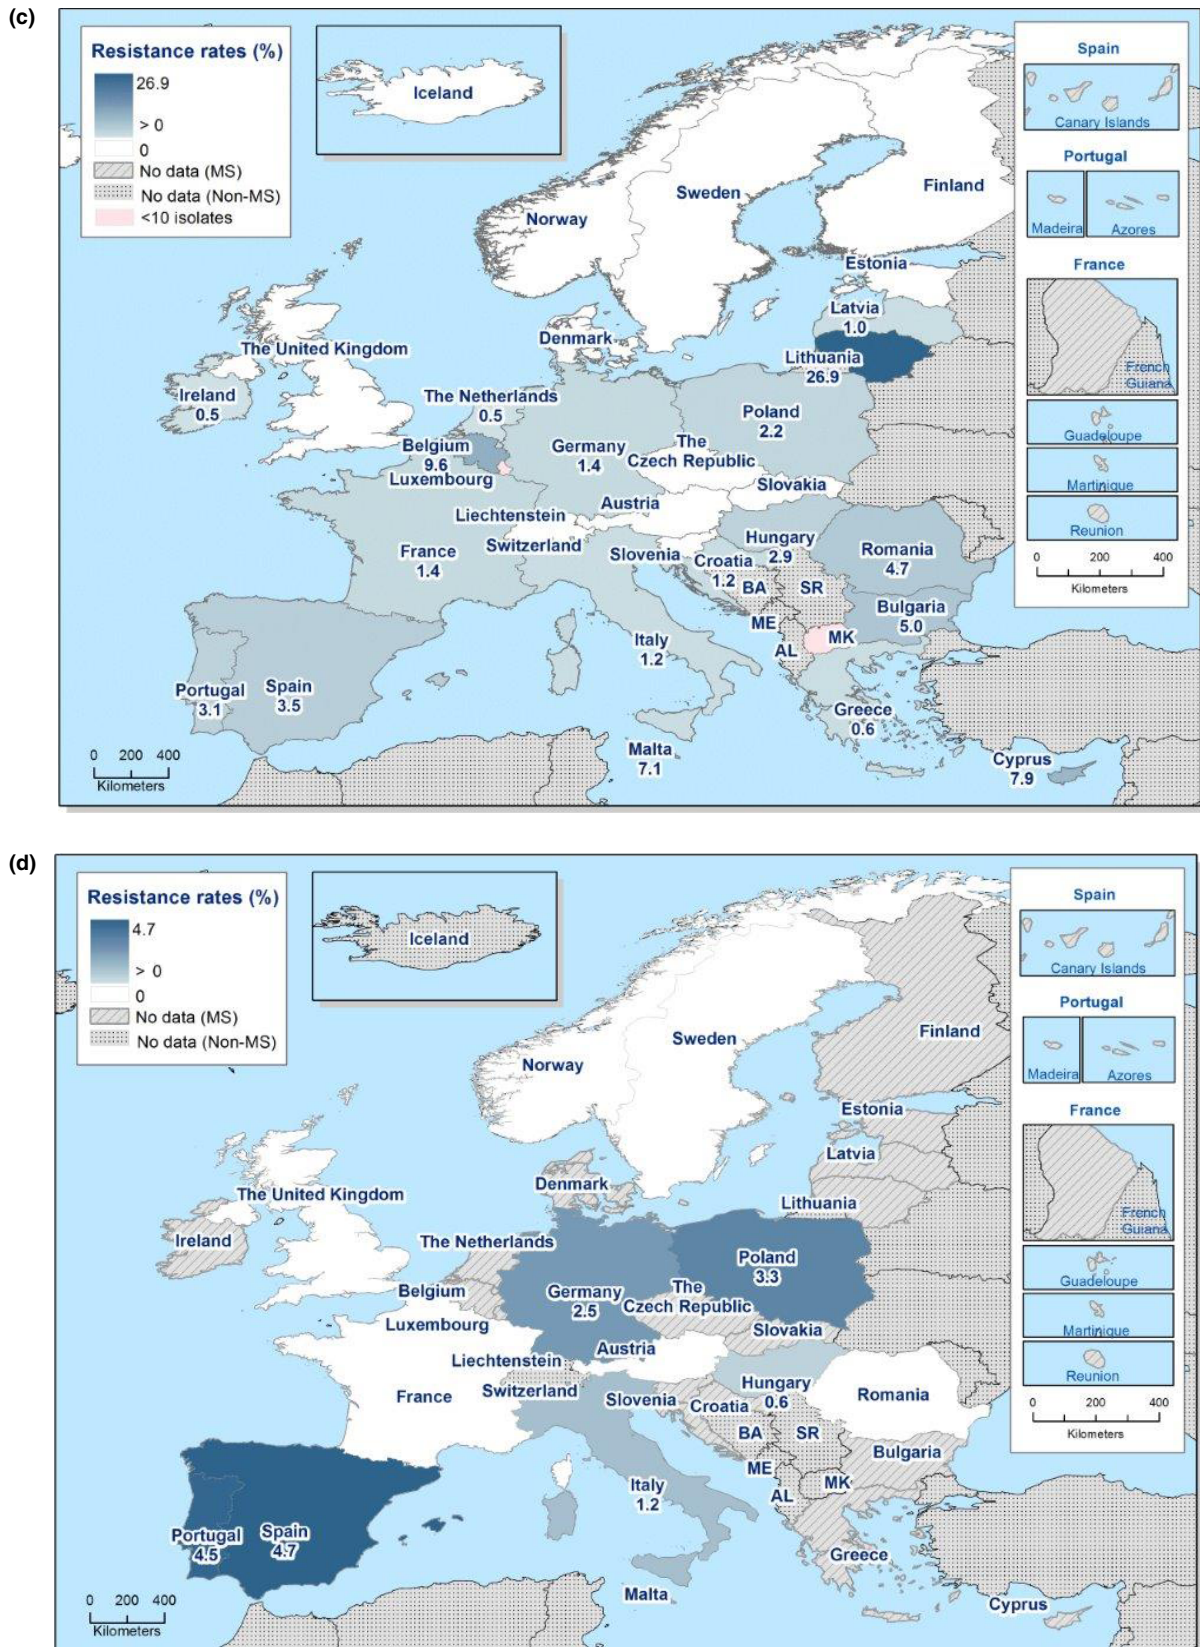 (c)
Resistance rates (%)
26.9
> 0
0
No data (MS)
No data (Non-MS)
<10 isolates
Iceland
Spain
Canary Islands
Portugal
Madeira
Azores
France
French
Guiana
Guadeloupe
Martinique
Reunion
0 200 400
Kilometers
Norway
Sweden
Finland
Estonia
Latvia
1.0
Denmark
Lithuania
26.9
The United Kingdom
Ireland
0.5
The Netherlands
0.5
Poland
2.2
Belgium
9.6
Luxembourg
Germany
1.4
The
Czech Republic
Slovakia
Austria
Liechtenstein
Switzerland
France
1.4
Slovenia
Croatia
1.2
Hungary
2.9
Romania
4.7
BA
SR
Bulgaria
5.0
ME
MK
AL
Italy
1.2
Portugal
3.1
Spain
3.5
Greece
0.6
Malta
7.1
Cyprus
7.9
0 200 400
Kilometers
(d)
Resistance rates (%)
4.7
> 0
0
No data (MS)
No data (Non-MS)
Iceland
Spain
Canary Islands
Portugal
Madeira
Azores
France
French
Guiana
Guadeloupe
Martinique
Reunion
0 200 400
Kilometers
Norway
Sweden
Finland
Estonia
Latvia
Denmark
Lithuania
The United Kingdom
Ireland
The Netherlands
Poland
3.3
Belgium
Luxembourg
Germany
2.5
The
Czech Republic
Slovakia
Austria
Liechtenstein
Switzerland
France
Slovenia
Croatia
Hungary
0.6
Romania
BA
SR
Bulgaria
ME
MK
AL
Italy
1.2
Portugal
4.5
Spain
4.7
Greece
Malta
Cyprus
0 200 400
Kilometers